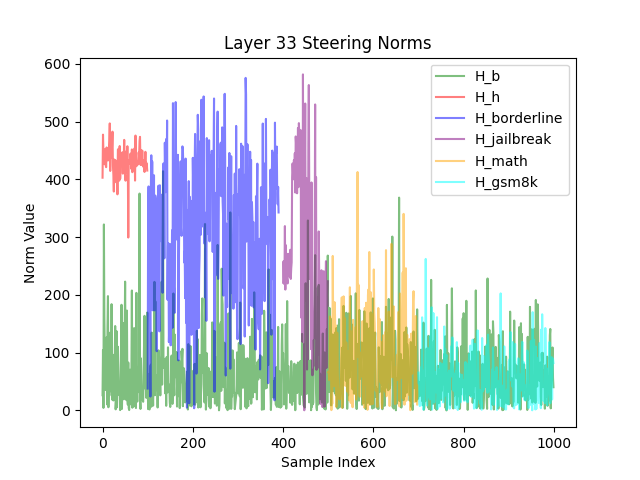 Layer 33 Steering Norms
600
500
400
300
200
100
0
Norm Value
H_b
H_h
H_borderline
H_jailbreak
H_math
H_gsm8k
0 200 400 600 800 1000
Sample Index